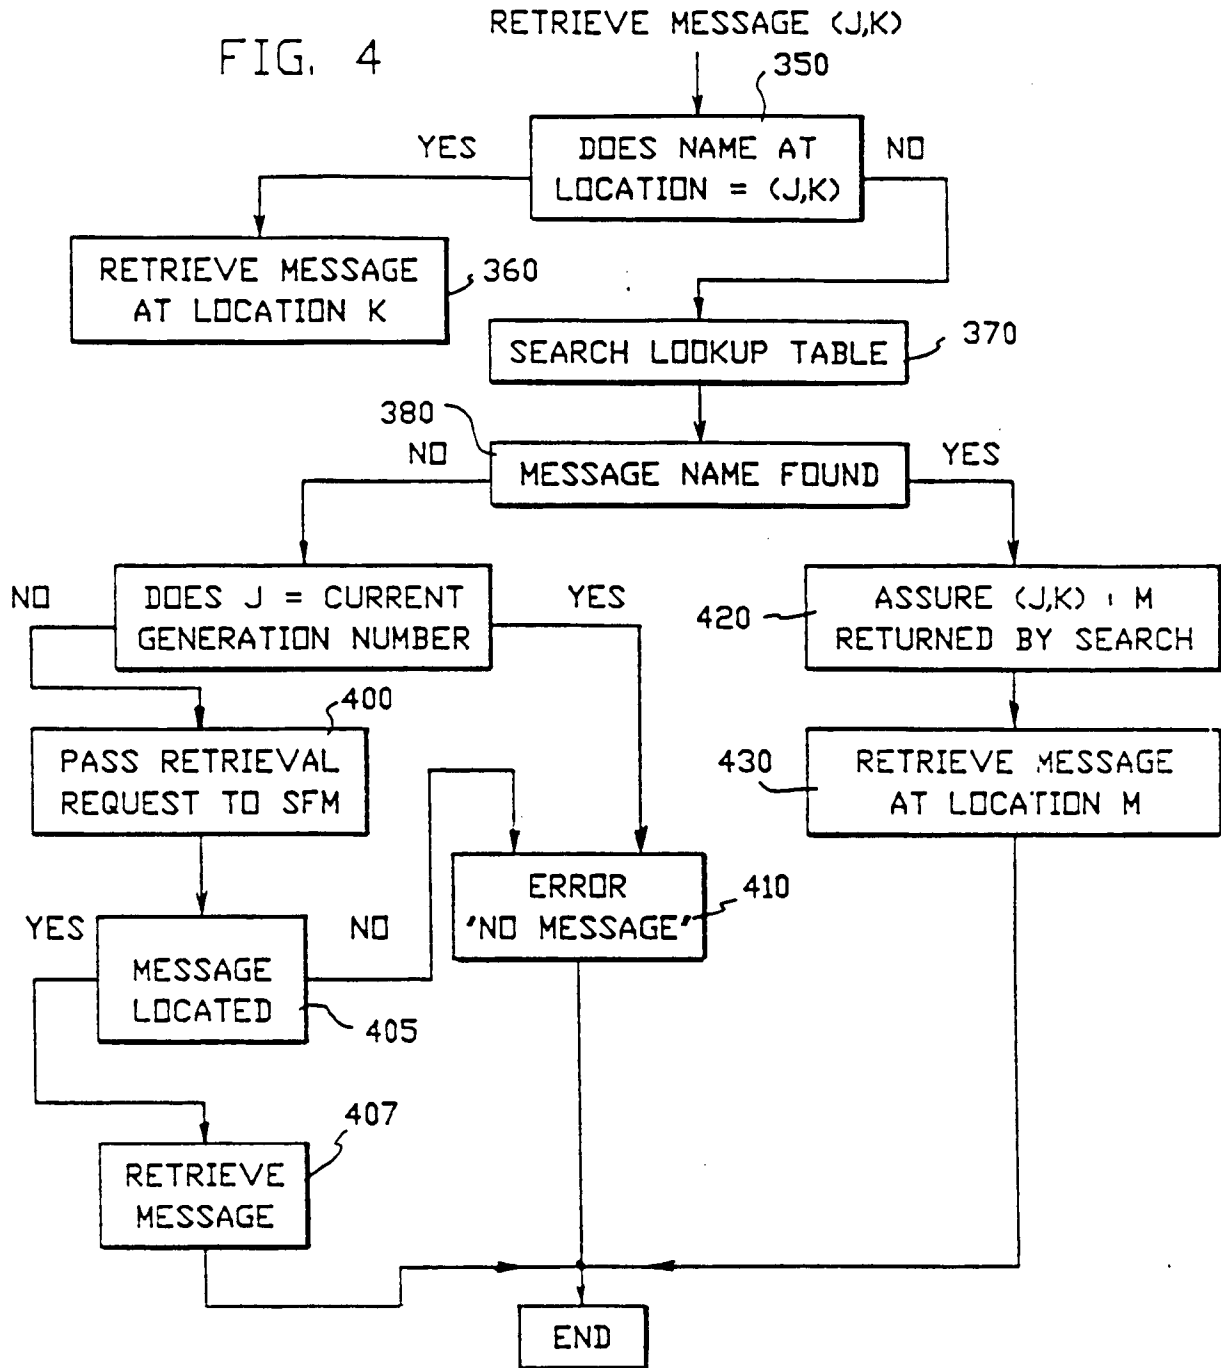 RETRIEVE MESSAGE (J,K)
FIG. 4
350
YES
DOES NAME AT
LOCATION = (J,K)
NO
RETRIEVE MESSAGE
AT LOCATION K
360
SEARCH LOOKUP TABLE
370
380
NO
MESSAGE NAME FOUND
YES
NO
DOES J = CURRENT
GENERATION NUMBER
YES
420
ASSURE (J,K) : M
RETURNED BY SEARCH
400
PASS RETRIEVAL
REQUEST TO SFM
430
RETRIEVE MESSAGE
AT LOCATION M
ERROR
"NO MESSAGE"
410
YES
MESSAGE
LOCATED
NO
405
407
RETRIEVE
MESSAGE
END